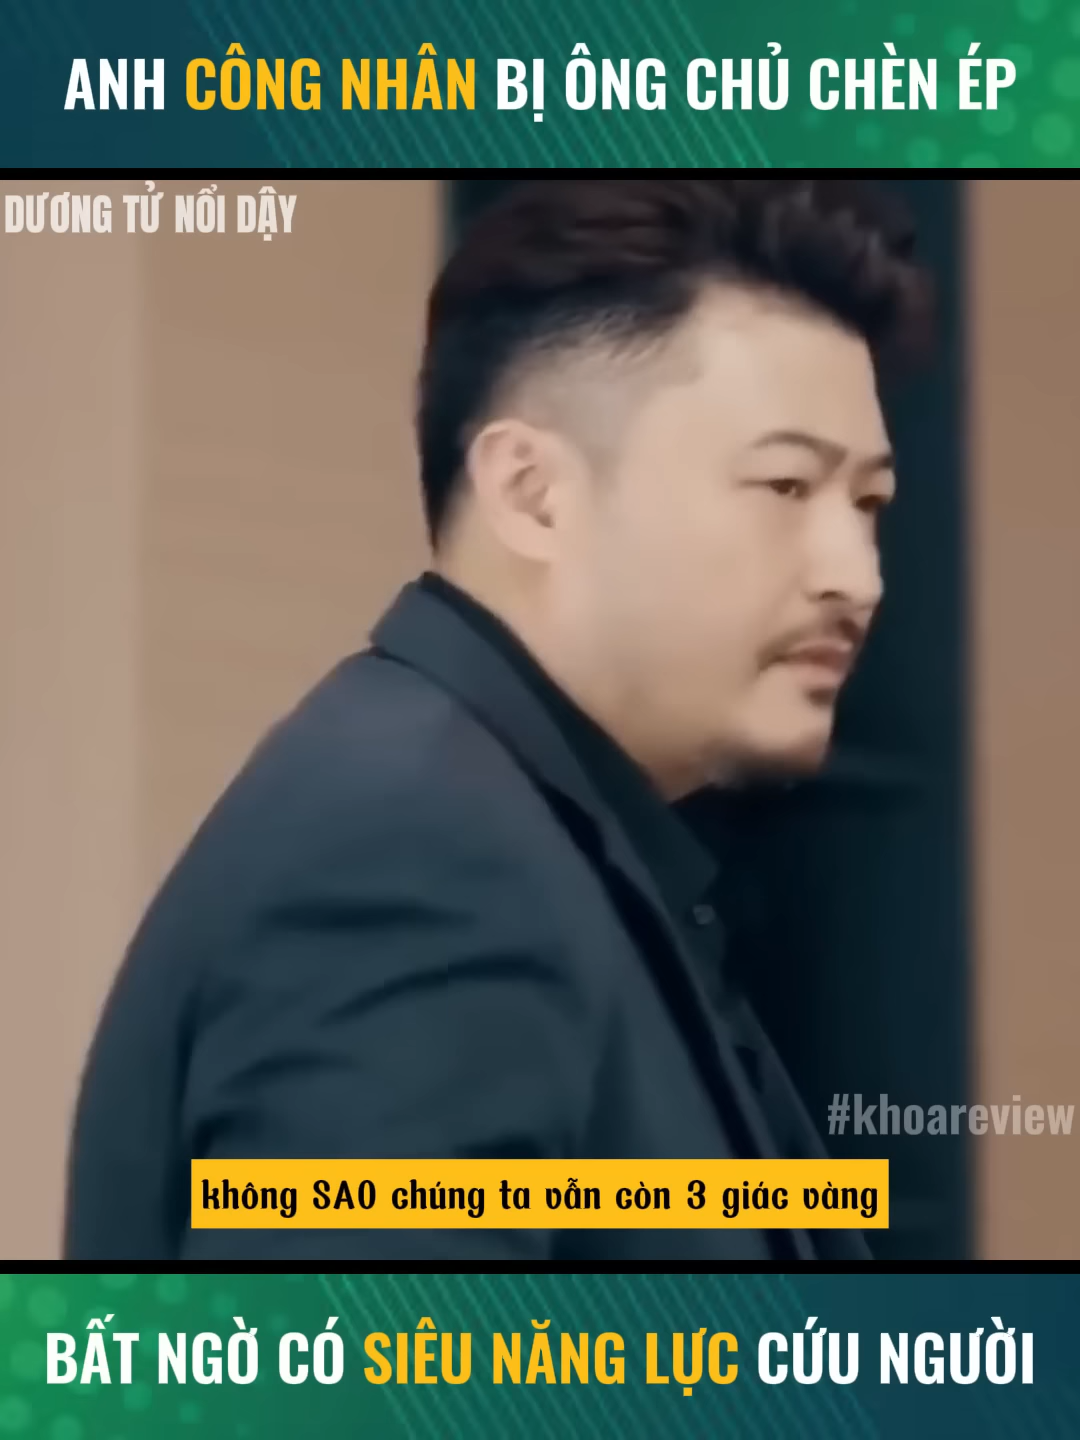 ANH CÔNG NHÂN BỊ ÔNG CHỦ CHÈN ÉP
DƯƠNG TỬ NỔI DẬY
#khoareview
không SAO chúng ta vẫn còn 3 giác vàng
BẤT NGỜ CÓ SIÊU NĂNG LỰC CỨU NGƯỜI